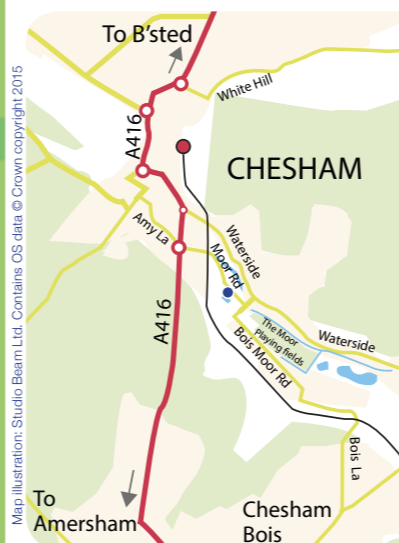 To B'sted
White Hill
A416
CHESHAM
Amy La
Waterside
Moor Rd
A416
The Moor
Playing fields
Waterside
Bois Moor Rd
Bois La
To
Amersham
Chesham
Bois
Map illustration: Studio Beam Ltd. Contains OS data © Crown copyright 2015